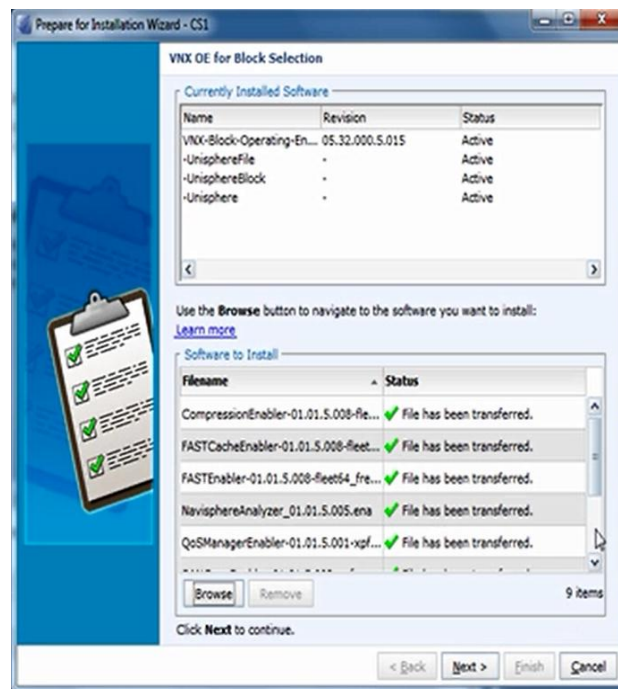 Prepare for Installation Wizard - CS1
VNX OE for Block Selection
Currently Installed Software
Name Revision Status
VNX-Block-Operating-En... 05.32.000.5.015 Active
-UnisphereFile - Active
-UnisphereBlock - Active
-Unisphere - Active
Use the Browse button to navigate to the software you want to install:
Learn more
Software to Install
Filename Status
CompressionEnabler-01.01.5.008-fle... File has been transferred.
FASTCacheEnabler-01.01.5.008-fleet... File has been transferred.
FASTEnabler-01.01.5.008-fleet64_fre... File has been transferred.
NavisphereAnalyzer_01.01.5.005.ena File has been transferred.
QoSManagerEnabler-01.01.5.001-xpf... File has been transferred.
Browse Remove 9 items
Click Next to continue.
< Back Next > Finish Cancel